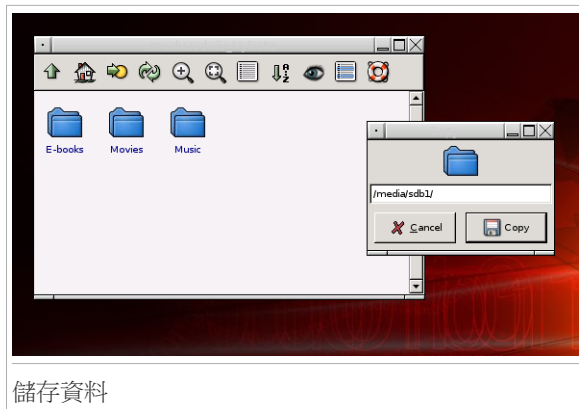 E-books
Movies
Music
/media/sdb1/
Cancel
Copy
儲存資料